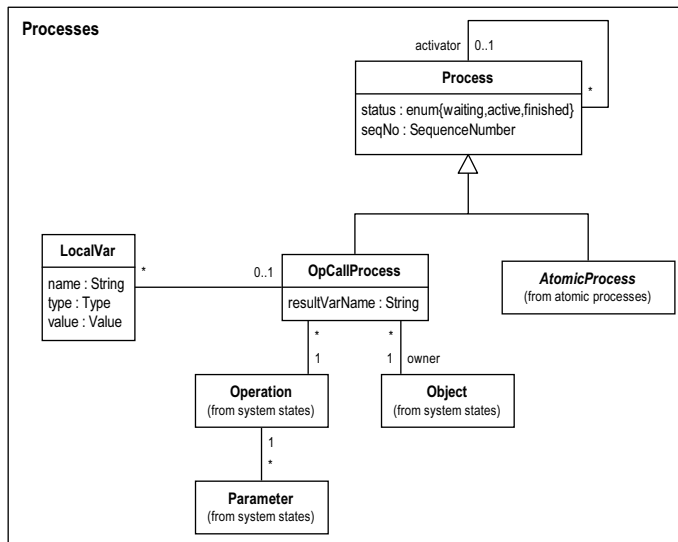 Processes
activator 0..1
Process
*
status : enum{waiting,active,finished}
seqNo : SequenceNumber
LocalVar
name : String
type : Type
value : Value
* 0..1
OpCallProcess
resultVarName : String
AtomicProcess
(from atomic processes)
* *
1 1 owner
Operation
(from system states)
Object
(from system states)
1
*
Parameter
(from system states)